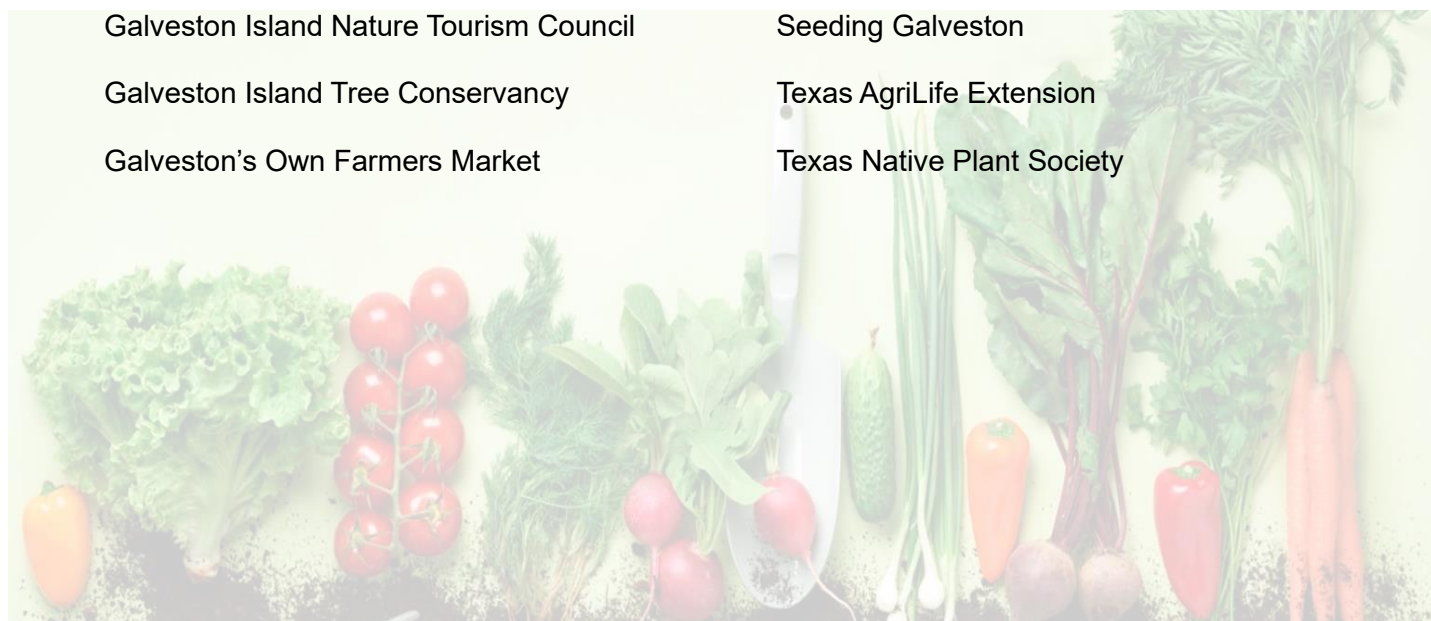 Galveston Island Nature Tourism Council
Galveston Island Tree Conservancy
Galveston’s Own Farmers Market
Seeding Galveston
Texas AgriLife Extension
Texas Native Plant Society